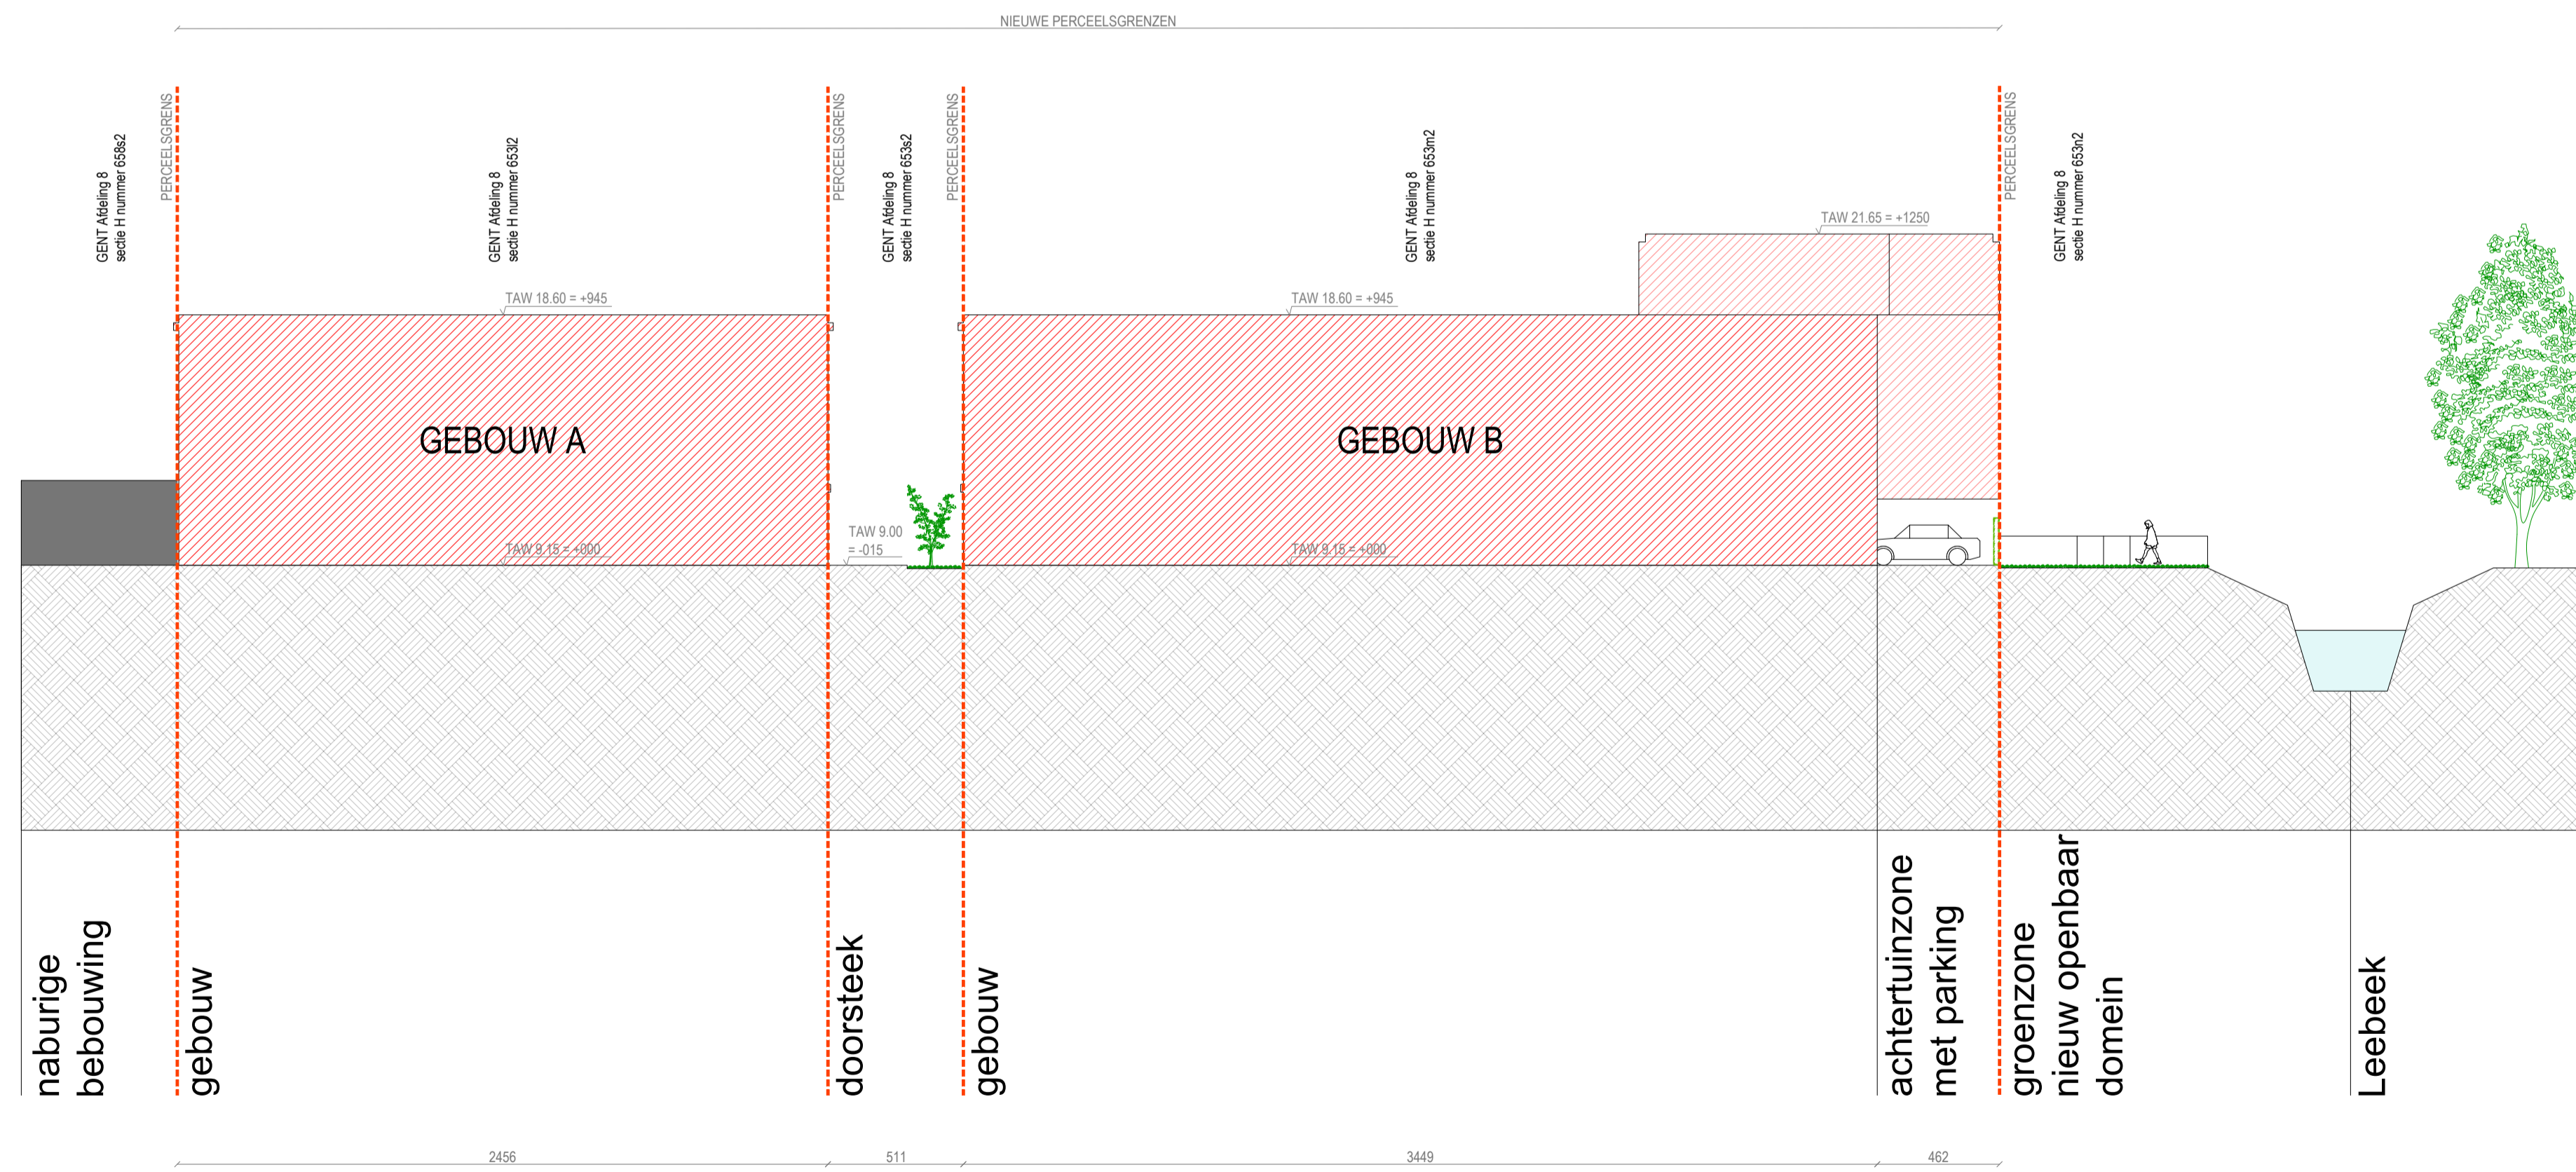 NIEUWE PERCEELSGRENZEN
GENT Afdeling 8
sectie H nummer 658s2
PERCEELSGRENS
GENT Afdeling 8
sectie H nummer 653l2
PERCEELSGRENS
GENT Afdeling 8
sectie H nummer 653s2
PERCEELSGRENS
GENT Afdeling 8
sectie H nummer 653m2
PERCEELSGRENS
GENT Afdeling 8
sectie H nummer 653n2
TAW 21.65 = +1250
TAW 18.60 = +945
TAW 18.60 = +945
GEBOUW A
GEBOUW B
TAW 9.15 = +000
TAW 9.00
= -015
TAW 9.15 = +000
naburige
bebouwing
gebouw
doorsteek
gebouw
achtertuinzone
met parking
groenzone
nieuw openbaar
domein
Leebeek
2456
511
3449
462